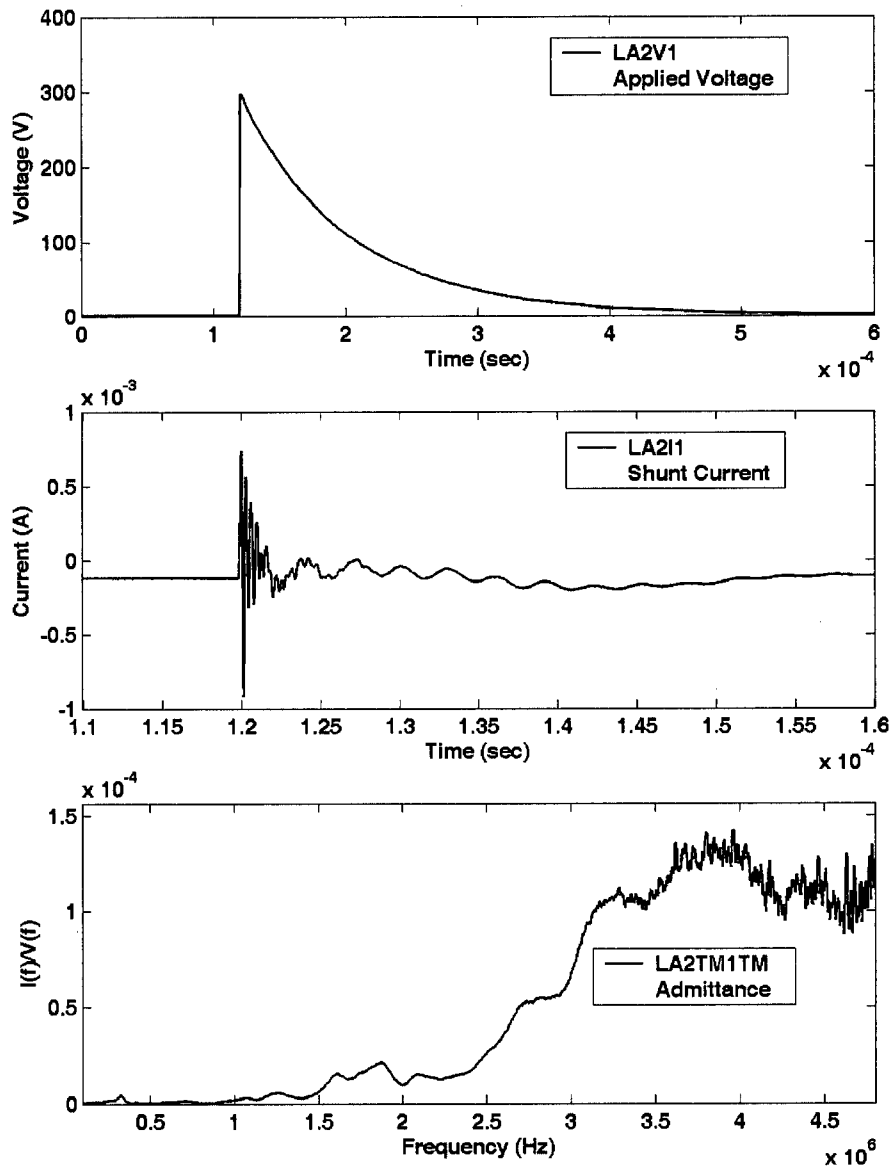 400
300
200
100
0
Voltage (V)
LA2V1
Applied Voltage
0 1 2 3 4 5 6
Time (sec)
x 10-4
x 10-3
1
0.5
0
-0.5
-1
Current (A)
LA2I1
Shunt Current
1.1 1.15 1.2 1.25 1.3 1.35 1.4 1.45 1.5 1.55 1.6
Time (sec)
x 10-4
x 10-4
1.5
1
0.5
0
I(f)/V(f)
LA2TM1TM
Admittance
0.5 1 1.5 2 2.5 3 3.5 4 4.5
Frequency (Hz)
x 106